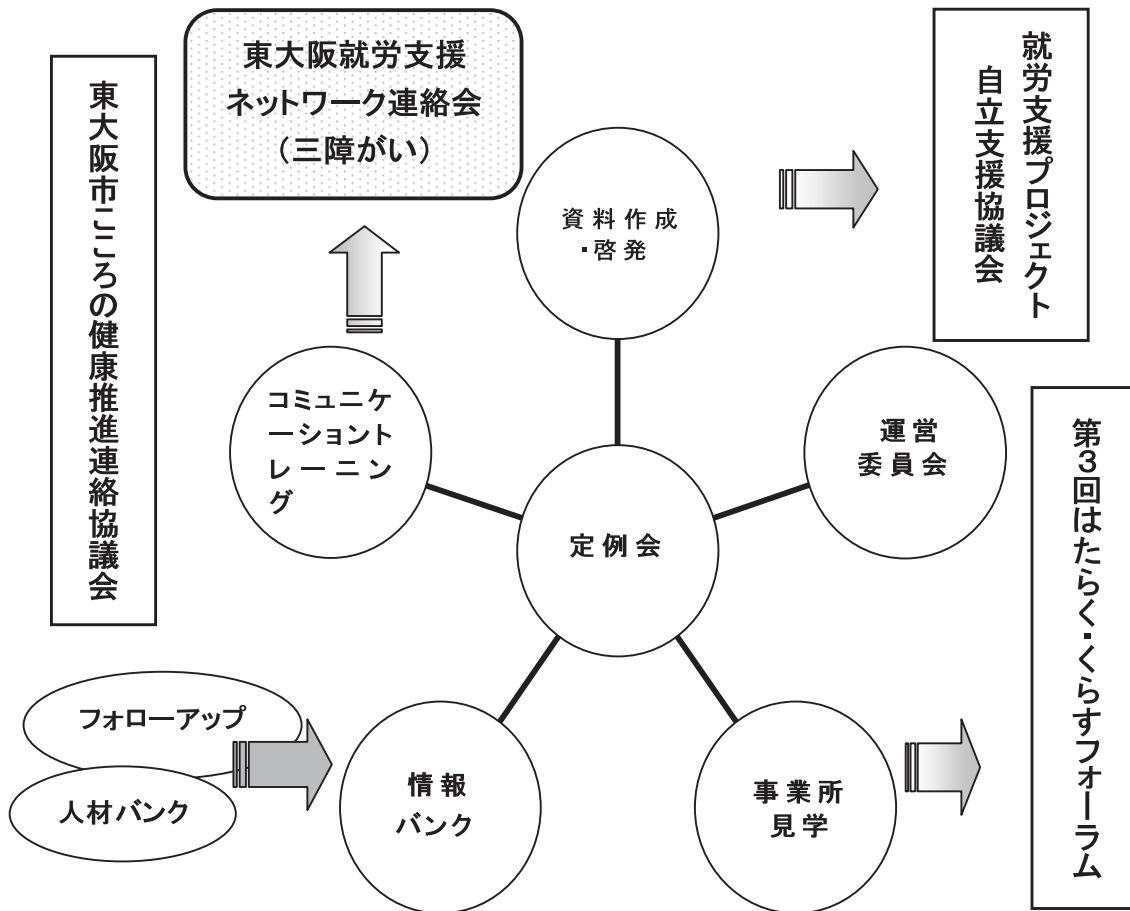 東大阪就労支援
ネットワーク連絡会
（三障がい）
就労支援プロジェクト
自立支援協議会
東大阪市こころの健康推進連絡協議会
資料作成
・啓発
コミュニケ
ーショント
レーニン
グ
運営
委員会
定例会
第3回はたらく・くらすフォーラム
フォローアップ
人材バンク
情報
バンク
事業所
見学